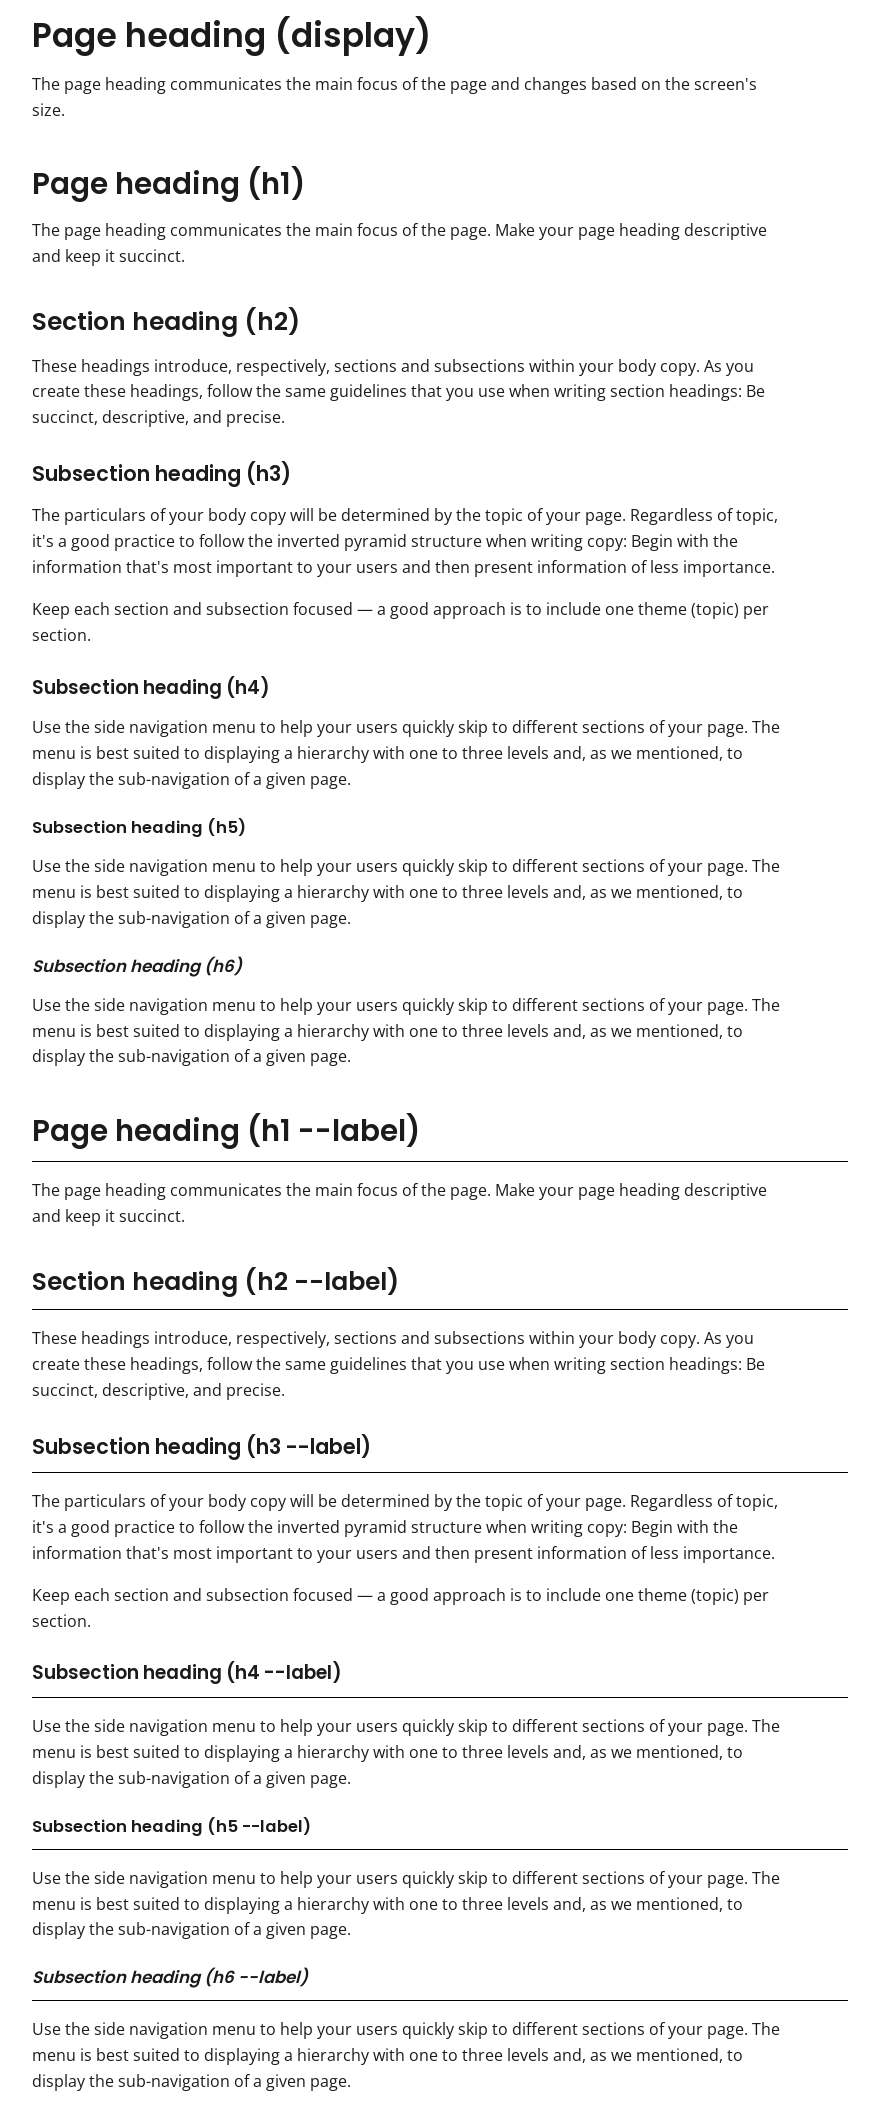 Page heading (display)
The page heading communicates the main focus of the page and changes based on the screen's
size.
Page heading (h1)
The page heading communicates the main focus of the page. Make your page heading descriptive
and keep it succinct.
Section heading (h2)
These headings introduce, respectively, sections and subsections within your body copy. As you
create these headings, follow the same guidelines that you use when writing section headings: Be
succinct, descriptive, and precise.
Subsection heading (h3)
The particulars of your body copy will be determined by the topic of your page. Regardless of topic,
it's a good practice to follow the inverted pyramid structure when writing copy: Begin with the
information that's most important to your users and then present information of less importance.
Keep each section and subsection focused — a good approach is to include one theme (topic) per
section.
Subsection heading (h4)
Use the side navigation menu to help your users quickly skip to different sections of your page. The
menu is best suited to displaying a hierarchy with one to three levels and, as we mentioned, to
display the sub-navigation of a given page.
Subsection heading (h5)
Use the side navigation menu to help your users quickly skip to different sections of your page. The
menu is best suited to displaying a hierarchy with one to three levels and, as we mentioned, to
display the sub-navigation of a given page.
Subsection heading (h6)
Use the side navigation menu to help your users quickly skip to different sections of your page. The
menu is best suited to displaying a hierarchy with one to three levels and, as we mentioned, to
display the sub-navigation of a given page.
Page heading (h1 --label)
The page heading communicates the main focus of the page. Make your page heading descriptive
and keep it succinct.
Section heading (h2 --label)
These headings introduce, respectively, sections and subsections within your body copy. As you
create these headings, follow the same guidelines that you use when writing section headings: Be
succinct, descriptive, and precise.
Subsection heading (h3 --label)
The particulars of your body copy will be determined by the topic of your page. Regardless of topic,
it's a good practice to follow the inverted pyramid structure when writing copy: Begin with the
information that's most important to your users and then present information of less importance.
Keep each section and subsection focused — a good approach is to include one theme (topic) per
section.
Subsection heading (h4 --label)
Use the side navigation menu to help your users quickly skip to different sections of your page. The
menu is best suited to displaying a hierarchy with one to three levels and, as we mentioned, to
display the sub-navigation of a given page.
Subsection heading (h5 --label)
Use the side navigation menu to help your users quickly skip to different sections of your page. The
menu is best suited to displaying a hierarchy with one to three levels and, as we mentioned, to
display the sub-navigation of a given page.
Subsection heading (h6 --label)
Use the side navigation menu to help your users quickly skip to different sections of your page. The
menu is best suited to displaying a hierarchy with one to three levels and, as we mentioned, to
display the sub-navigation of a given page.